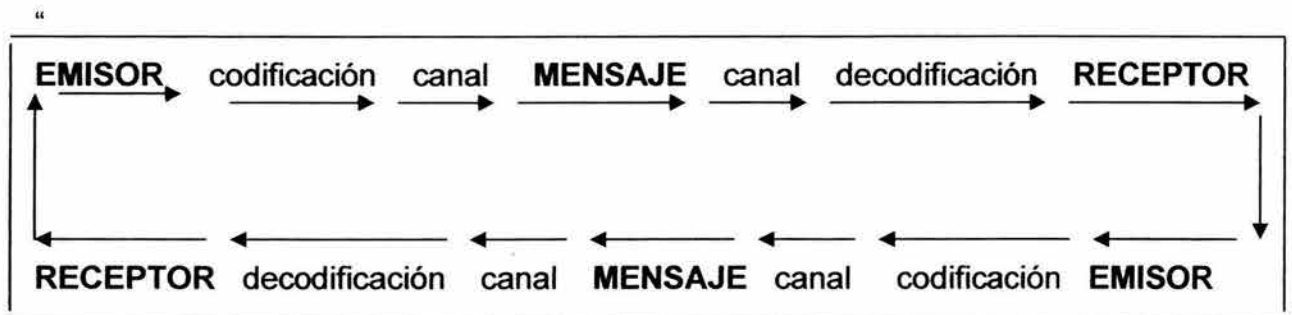 “
EMISOR codificación canal MENSAJE canal decodificación RECEPTOR
RECEPTOR decodificación canal MENSAJE canal codificación EMISOR